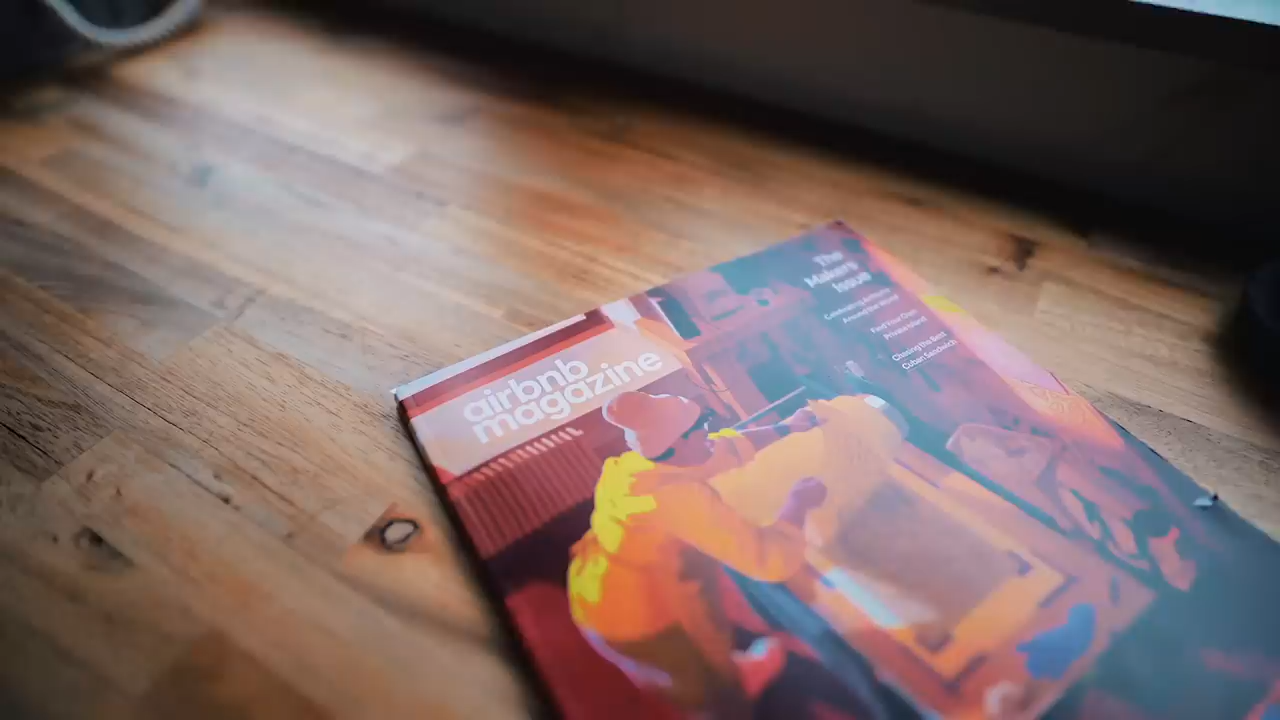 airbnb
magazine
The
Makers
Issue
Celebrating Artisans
Around the World
Find Your Own
Private Island
Chasing the Best
Cuban Sandwich